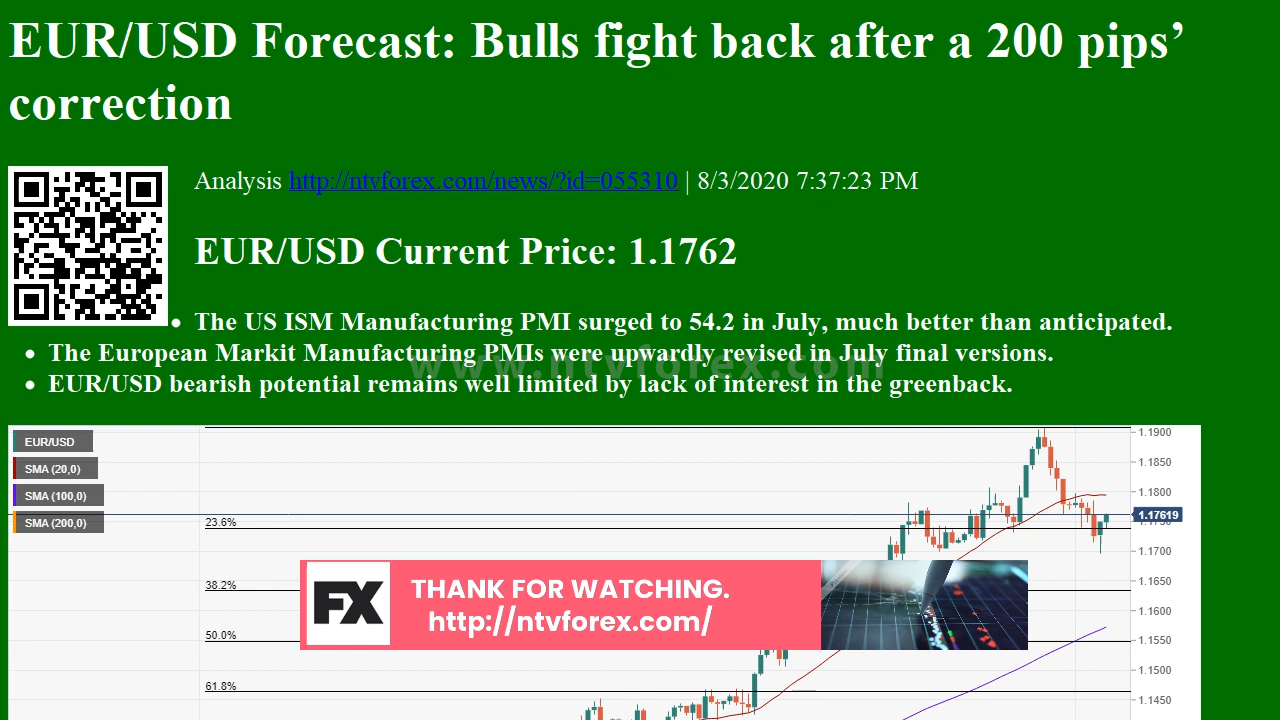 EUR/USD Forecast: Bulls fight back after a 200 pips’
correction
Analysis http://ntvforex.com/news/?id=055310 | 8/3/2020 7:37:23 PM
EUR/USD Current Price: 1.1762
• The US ISM Manufacturing PMI surged to 54.2 in July, much better than anticipated.
• The European Markit Manufacturing PMIs were upwardly revised in July final versions.
www.ntvforex.com
• EUR/USD bearish potential remains well limited by lack of interest in the greenback.
EUR/USD
SMA (20,0)
SMA (100,0)
SMA (200,0)
23.6%
38.2%
50.0%
61.8%
1.1900
1.1850
1.1800
1.17619
1.1750
1.1700
1.1650
1.1600
1.1550
1.1500
1.1450
FX
THANK FOR WATCHING.
http://ntvforex.com/